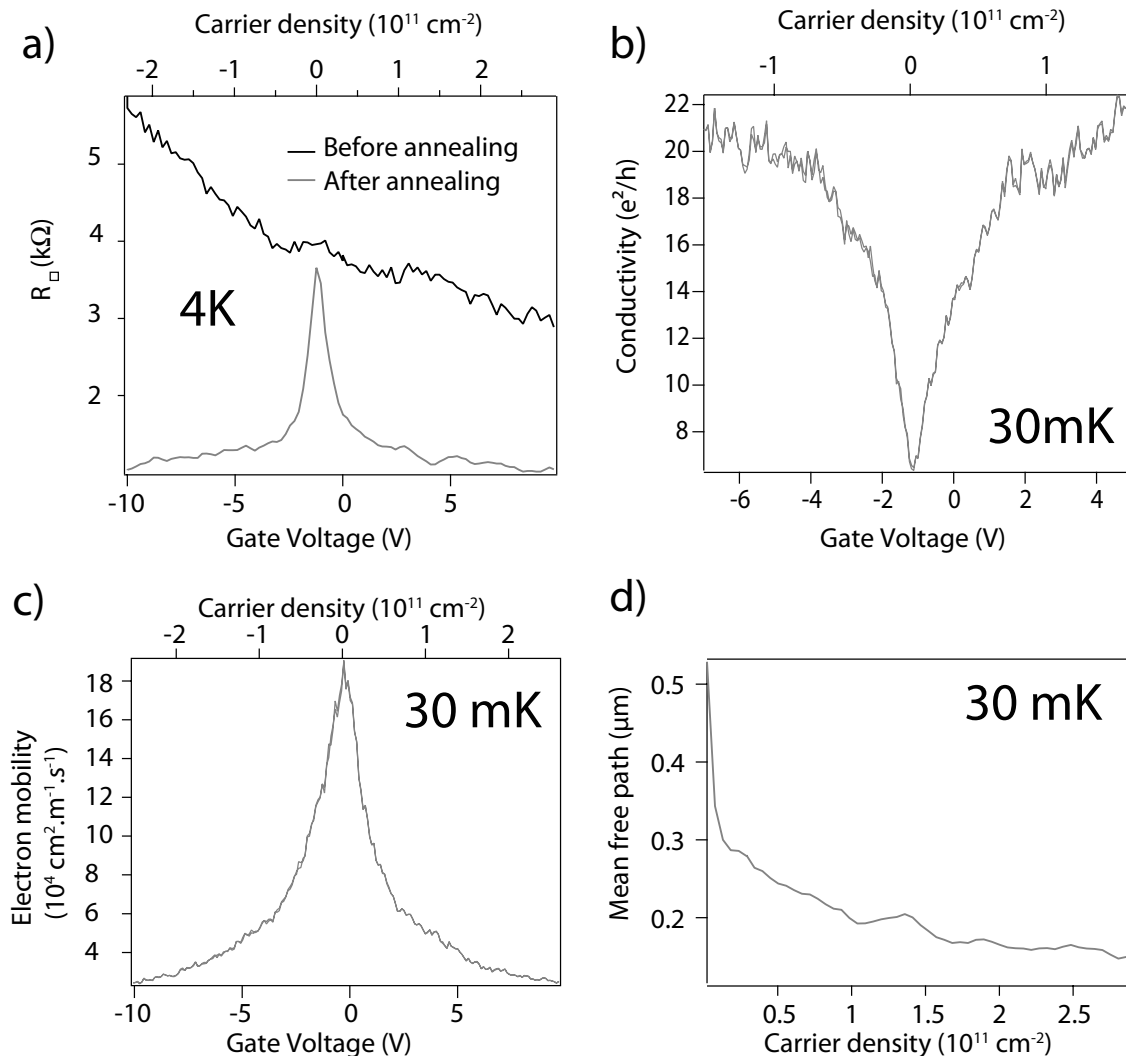 a)
Carrier density (10¹¹ cm⁻²)
-2 -1 0 1 2
Before annealing
After annealing
5
4
3
2
R□ (kΩ)
4K
-10 -5 0 5
Gate Voltage (V)
b)
Carrier density (10¹¹ cm⁻²)
-1 0 1
22
20
18
16
14
12
10
8
Conductivity (e²/h)
30mK
-6 -4 -2 0 2 4
Gate Voltage (V)
c)
Carrier density (10¹¹ cm⁻²)
-2 -1 0 1 2
18
16
14
12
10
8
6
4
Electron mobility
(10⁴ cm².m⁻¹.s⁻¹)
30 mK
-10 -5 0 5
Gate Voltage (V)
d)
0.5
0.4
0.3
0.2
Mean free path (µm)
30 mK
0.5 1 1.5 2 2.5
Carrier density (10¹¹ cm⁻²)